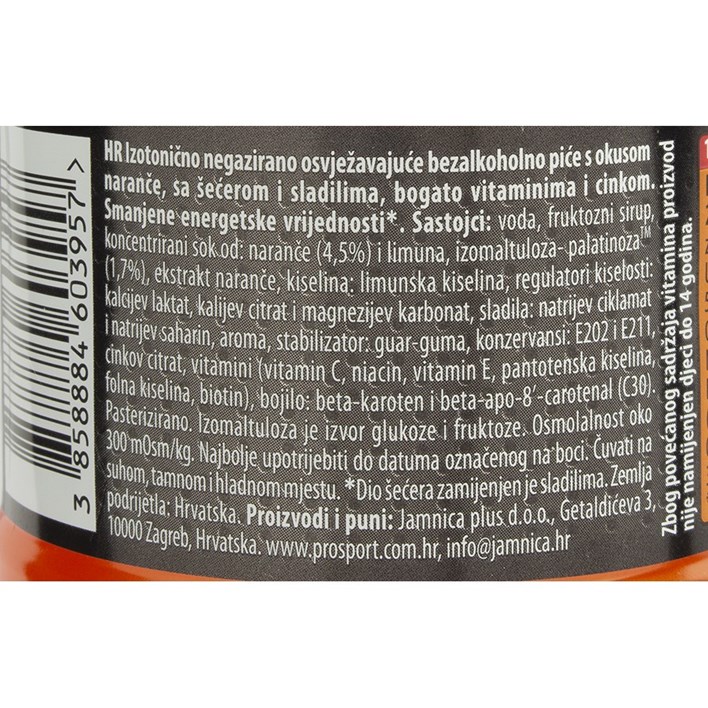 HR Izotonično negazirano osvježavajuće bezalkoholno piće s okusom
naranče, sa šećerom i sladilima, bogato vitaminima i cinkom.
Smanjene energetske vrijednosti*. Sastojci: voda, fruktozni sirup,
koncentrirani sok od: naranče (4,5%) i limuna, izomaltuloza- palatinoza™
(1,7%), ekstrakt naranče, kiselina: limunska kiselina, regulatori kiselosti:
kalcijev laktat, kalijev citrat i magnezijev karbonat, sladila: natrijev ciklamat
i natrijev saharin, aroma, stabilizator: guar-guma, konzervansi: E202 i E211,
cinkov citrat, vitamini (vitamin C, niacin, vitamin E, pantotenska kiselina,
folna kiselina, biotin), bojilo: beta-karoten i beta-apo-8'-carotenal (C30).
Pasterizirano. Izomaltuloza je izvor glukoze i fruktoze. Osmolalnost oko
300 mOsm/kg. Najbolje upotrijebiti do datuma označenog na boci. Čuvati na
suhom, tamnom i hladnom mjestu. *Dio šećera zamijenjen je sladilima. Zemlja
podrijetla: Hrvatska. Proizvodi i puni: Jamnica plus d.o.o., Getaldićeva 3,
10000 Zagreb, Hrvatska. www.prosport.com.hr, info@jamnica.hr
3 858884 603957 >
Zbog povećanog sadržaja vitamina proizvod
nije namijenjen djeci do 14 godina.